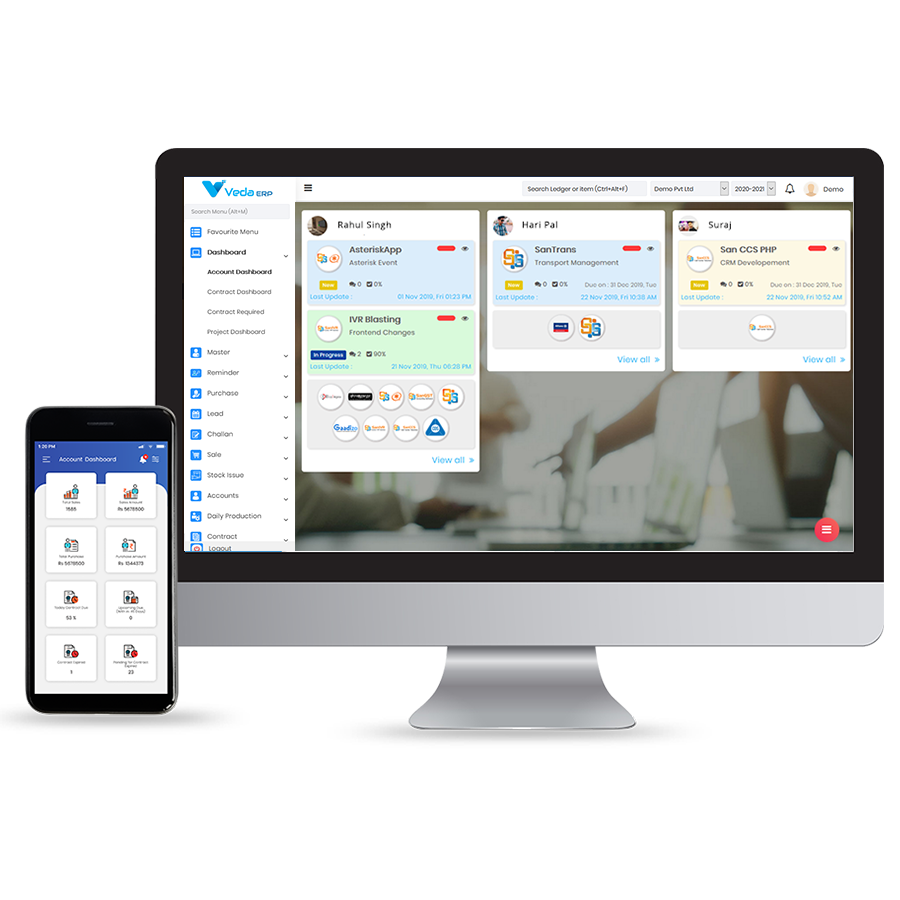 Veda ERP
Search Ledger or item (Ctrl+Alt+F)
Demo Pvt Ltd
2020-2021
Demo
Search Menu (Alt+M)
Favourite Menu
Dashboard
Account Dashboard
Contract Dashboard
Contract Required
Project Dashboard
Master
Reminder
Purchase
Lead
Challan
Sale
Stock Issue
Accounts
Daily Production
Contract
Logout
Rahul Singh
AsteriskApp
Asterisk Event
New
0
0%
Last Update :
01 Nov 2019, Fri 01:23 PM
IVR Blasting
Frontend Changes
In Progress
2
90%
Last Update :
21 Nov 2019, Thu 06:28 PM
Gaadizo
View all »
Hari Pal
SanTrans
Transport Management
New
0
0%
Due on : 31 Dec 2019, Tue
Last Update :
22 Nov 2019, Fri 10:38 AM
View all »
Suraj
San CCS PHP
CRM Developement
New
0
0%
Due on : 31 Dec 2019, Tue
Last Update :
22 Nov 2019, Fri 10:52 AM
View all »
1:20 PM
Account Dashboard
Total Sales
1585
Sales Amount
Rs 5678500
Total Purchase
Rs 5678500
Purchase Amount
Rs 1044373
Today Contract Due
53 %
Upcoming Due
0
Contract Expired
1
Pending for Contract
Expired
23